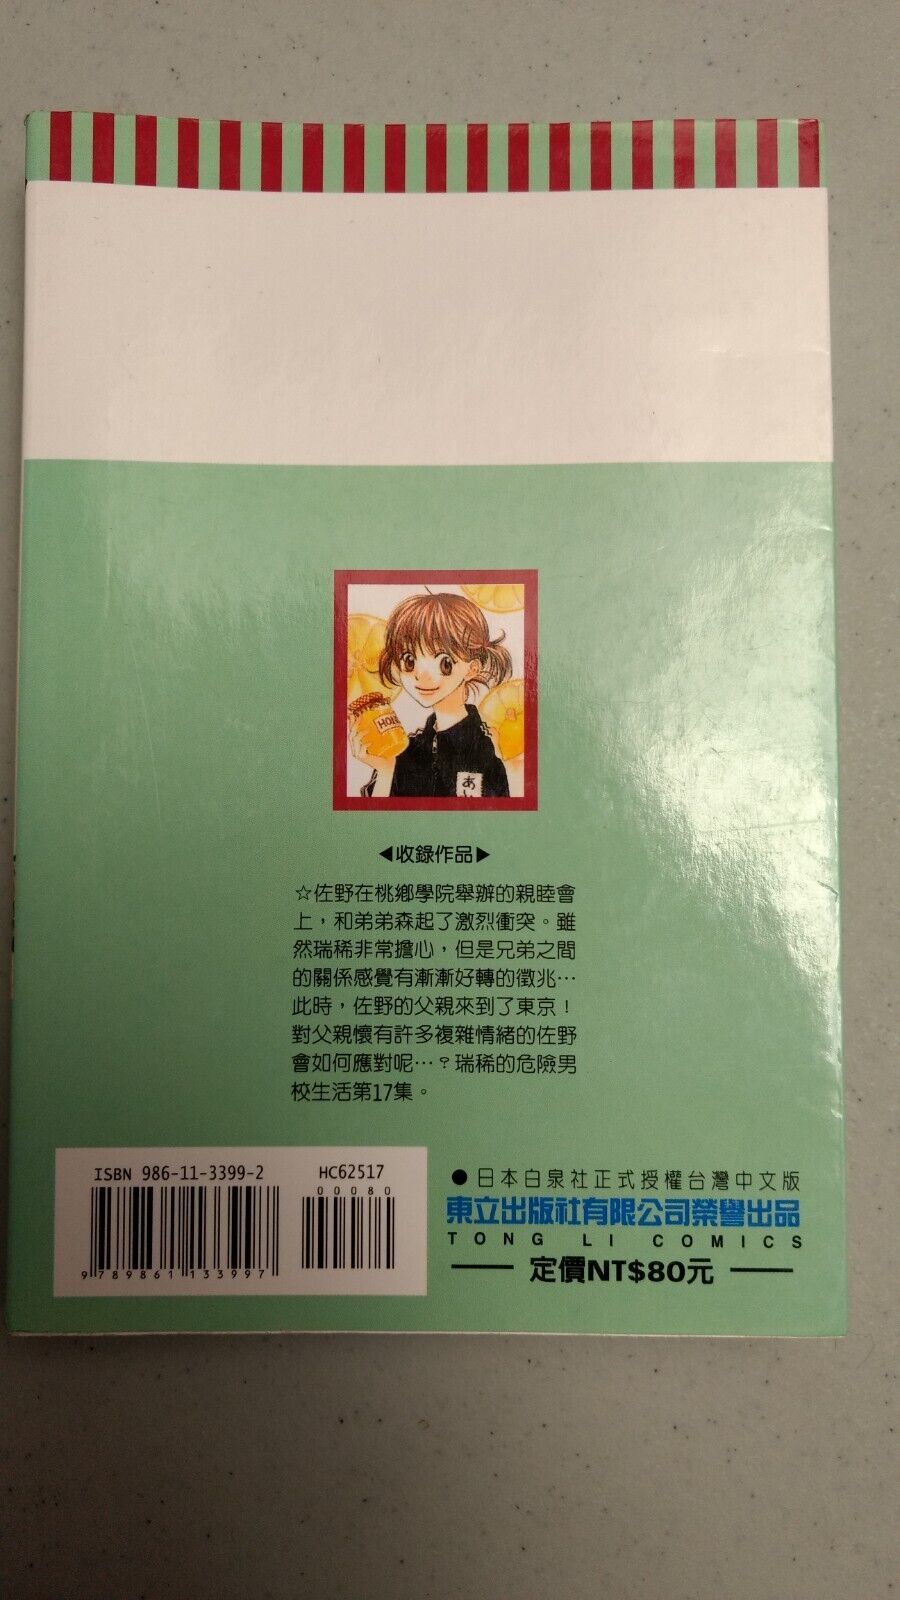 HO
あ
◀收錄作品▶
☆佐野在桃鄉學院舉辦的親睦會
上，和弟弟森起了激烈衝突。雖
然瑞稀非常擔心，但是兄弟之間
的關係感覺有漸漸好轉的徵兆…
此時，佐野的父親來到了東京！
對父親懷有許多複雜情緒的佐野
會如何應對呢…？瑞稀的危險男
校生活第17集。
ISBN 986-11-3399-2
HC62517
00080
9789861133997
●日本白泉社正式授權台灣中文版
東立出版社有限公司榮譽出品
TONG LI COMICS
定價NT$80元